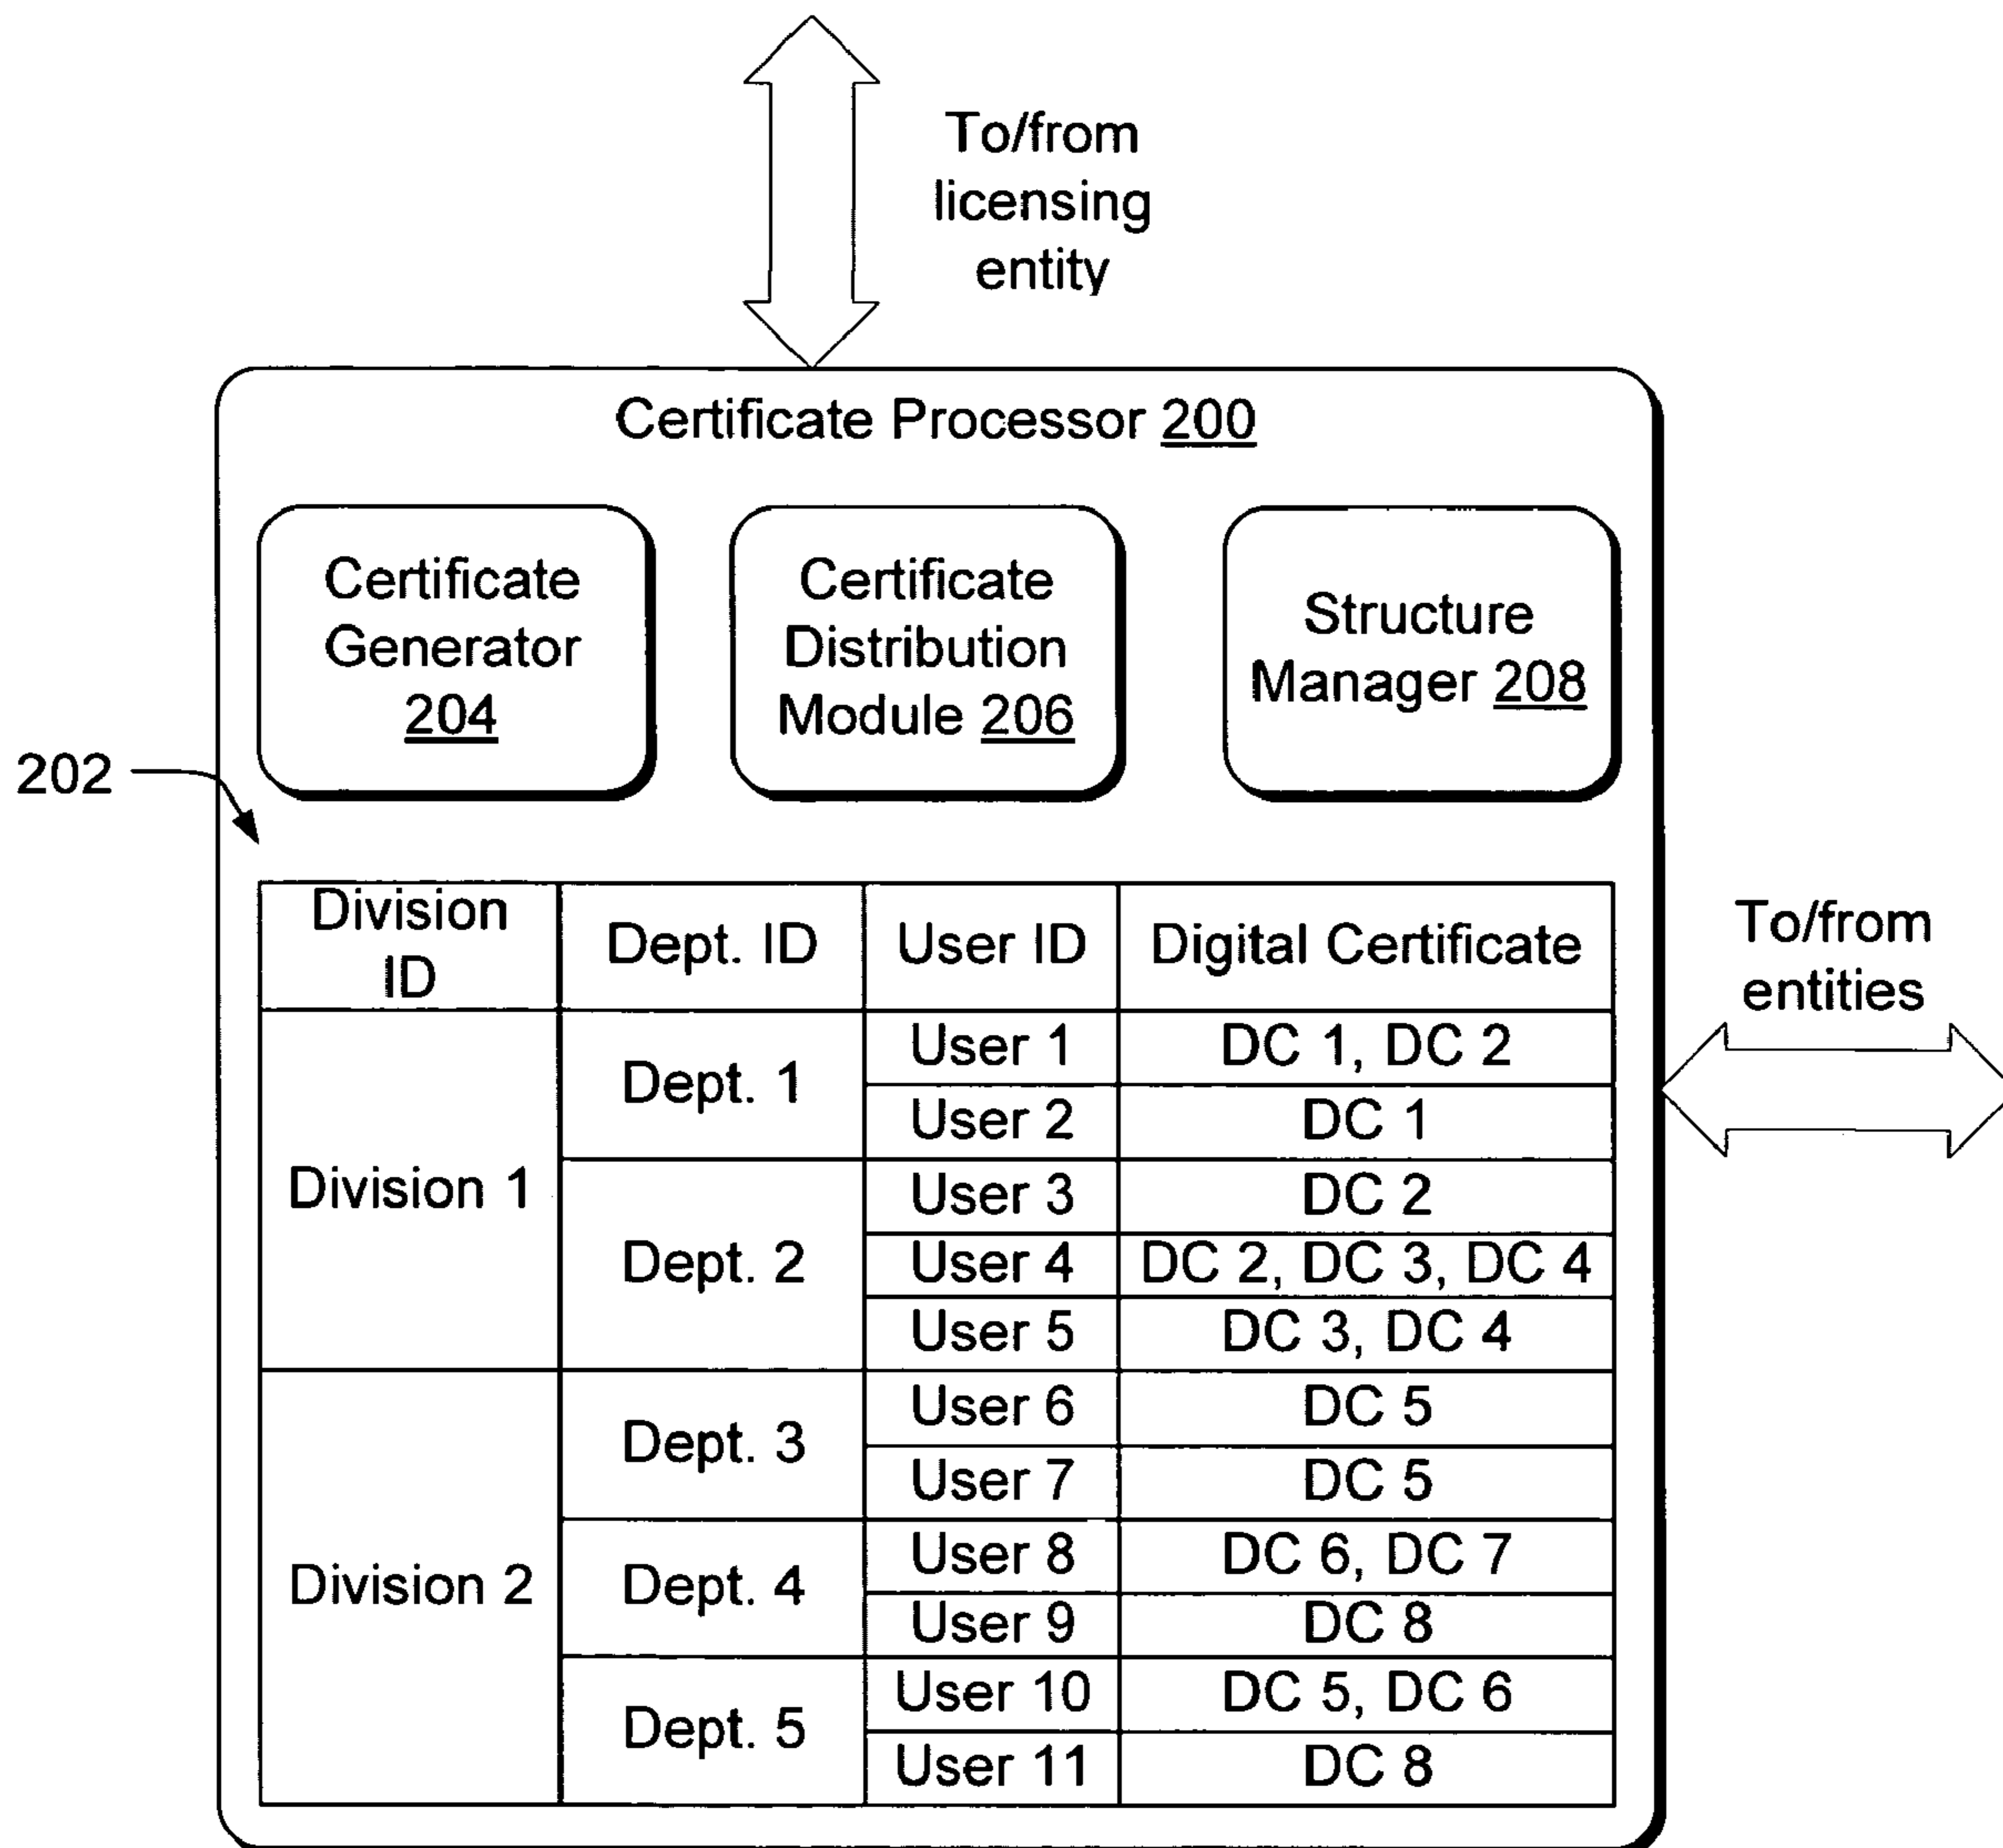 To/from
licensing
entity
Certificate Processor 200
Certificate
Generator
204
Certificate
Distribution
Module 206
Structure
Manager 208
202
Division
ID
Dept. ID
User ID
Digital Certificate
To/from
entities
Division 1
Dept. 1
User 1
DC 1, DC 2
User 2
DC 1
Dept. 2
User 3
DC 2
User 4
DC 2, DC 3, DC 4
User 5
DC 3, DC 4
Division 2
Dept. 3
User 6
DC 5
User 7
DC 5
Dept. 4
User 8
DC 6, DC 7
User 9
DC 8
Dept. 5
User 10
DC 5, DC 6
User 11
DC 8